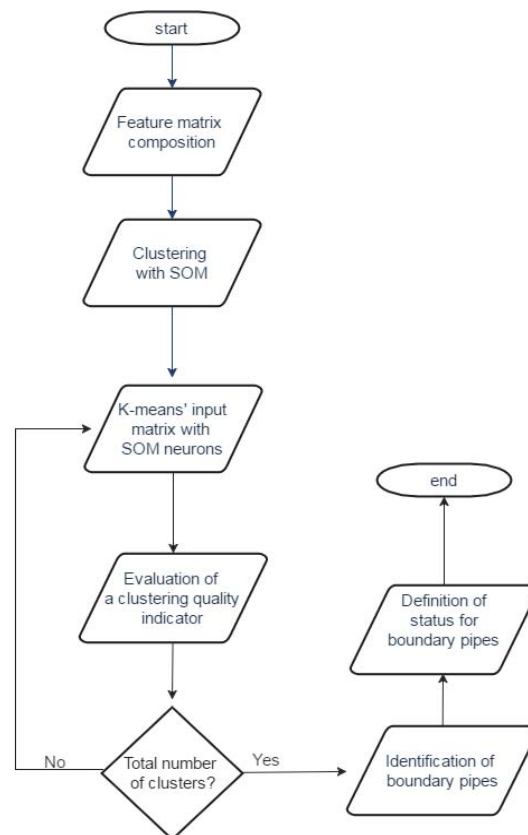 start
Feature matrix
composition
Clustering
with SOM
K-means' input
matrix with
SOM neurons
Evaluation of
a clustering quality
indicator
Total number
of clusters?
No
Yes
Identification of
boundary pipes
Definition of
status for
boundary pipes
end